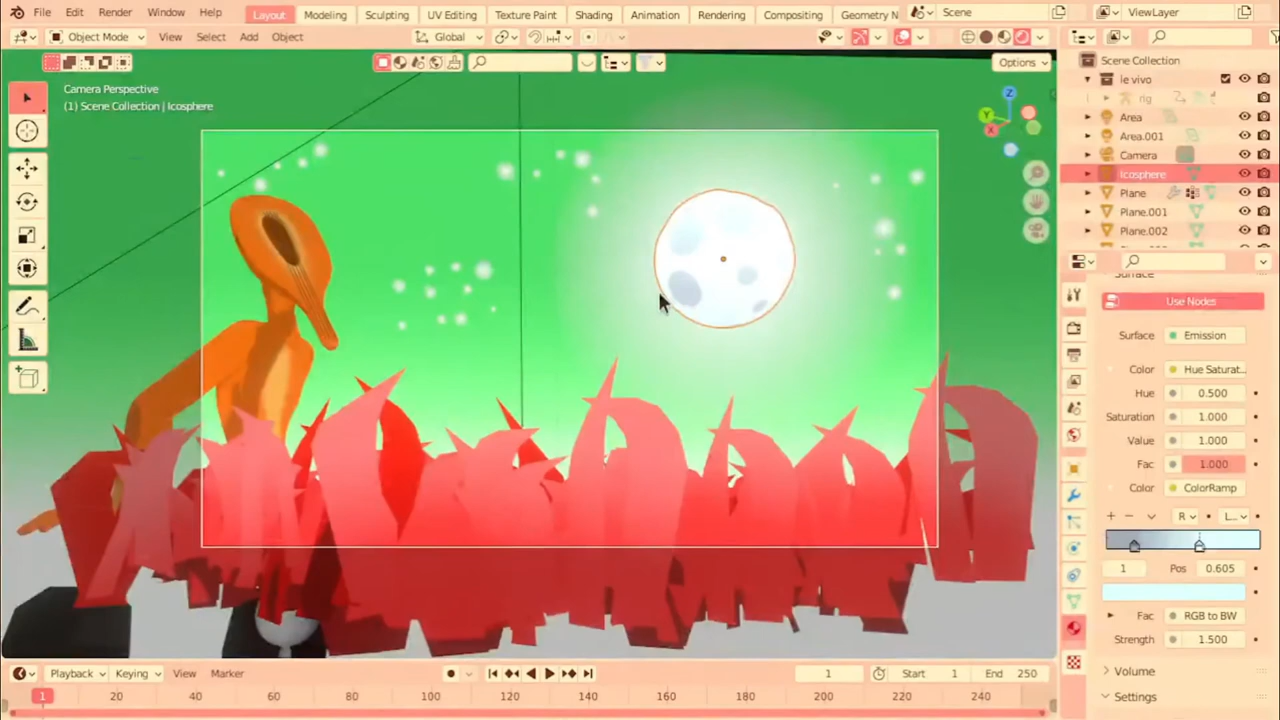 File Edit Render Window Help Layout Modeling Sculpting UV Editing Texture Paint Shading Animation Rendering Compositing Geometry N Scene ViewLayer
Object Mode View Select Add Object Global
Options
Camera Perspective
(1) Scene Collection | Icosphere
Z
Y
X
Scene Collection
le vivo
rig
Area
Area.001
Camera
Icosphere
Plane
Plane.001
Plane.002
Surface
Use Nodes
Surface Emission
Color Hue Saturat...
Hue 0.500
Saturation 1.000
Value 1.000
Fac 1.000
Color ColorRamp
R L...
1 Pos 0.605
Fac RGB to BW
Strength 1.500
Volume
Settings
Playback Keying View Marker 1 Start 1 End 250
1 20 40 60 80 100 120 140 160 180 200 220 240